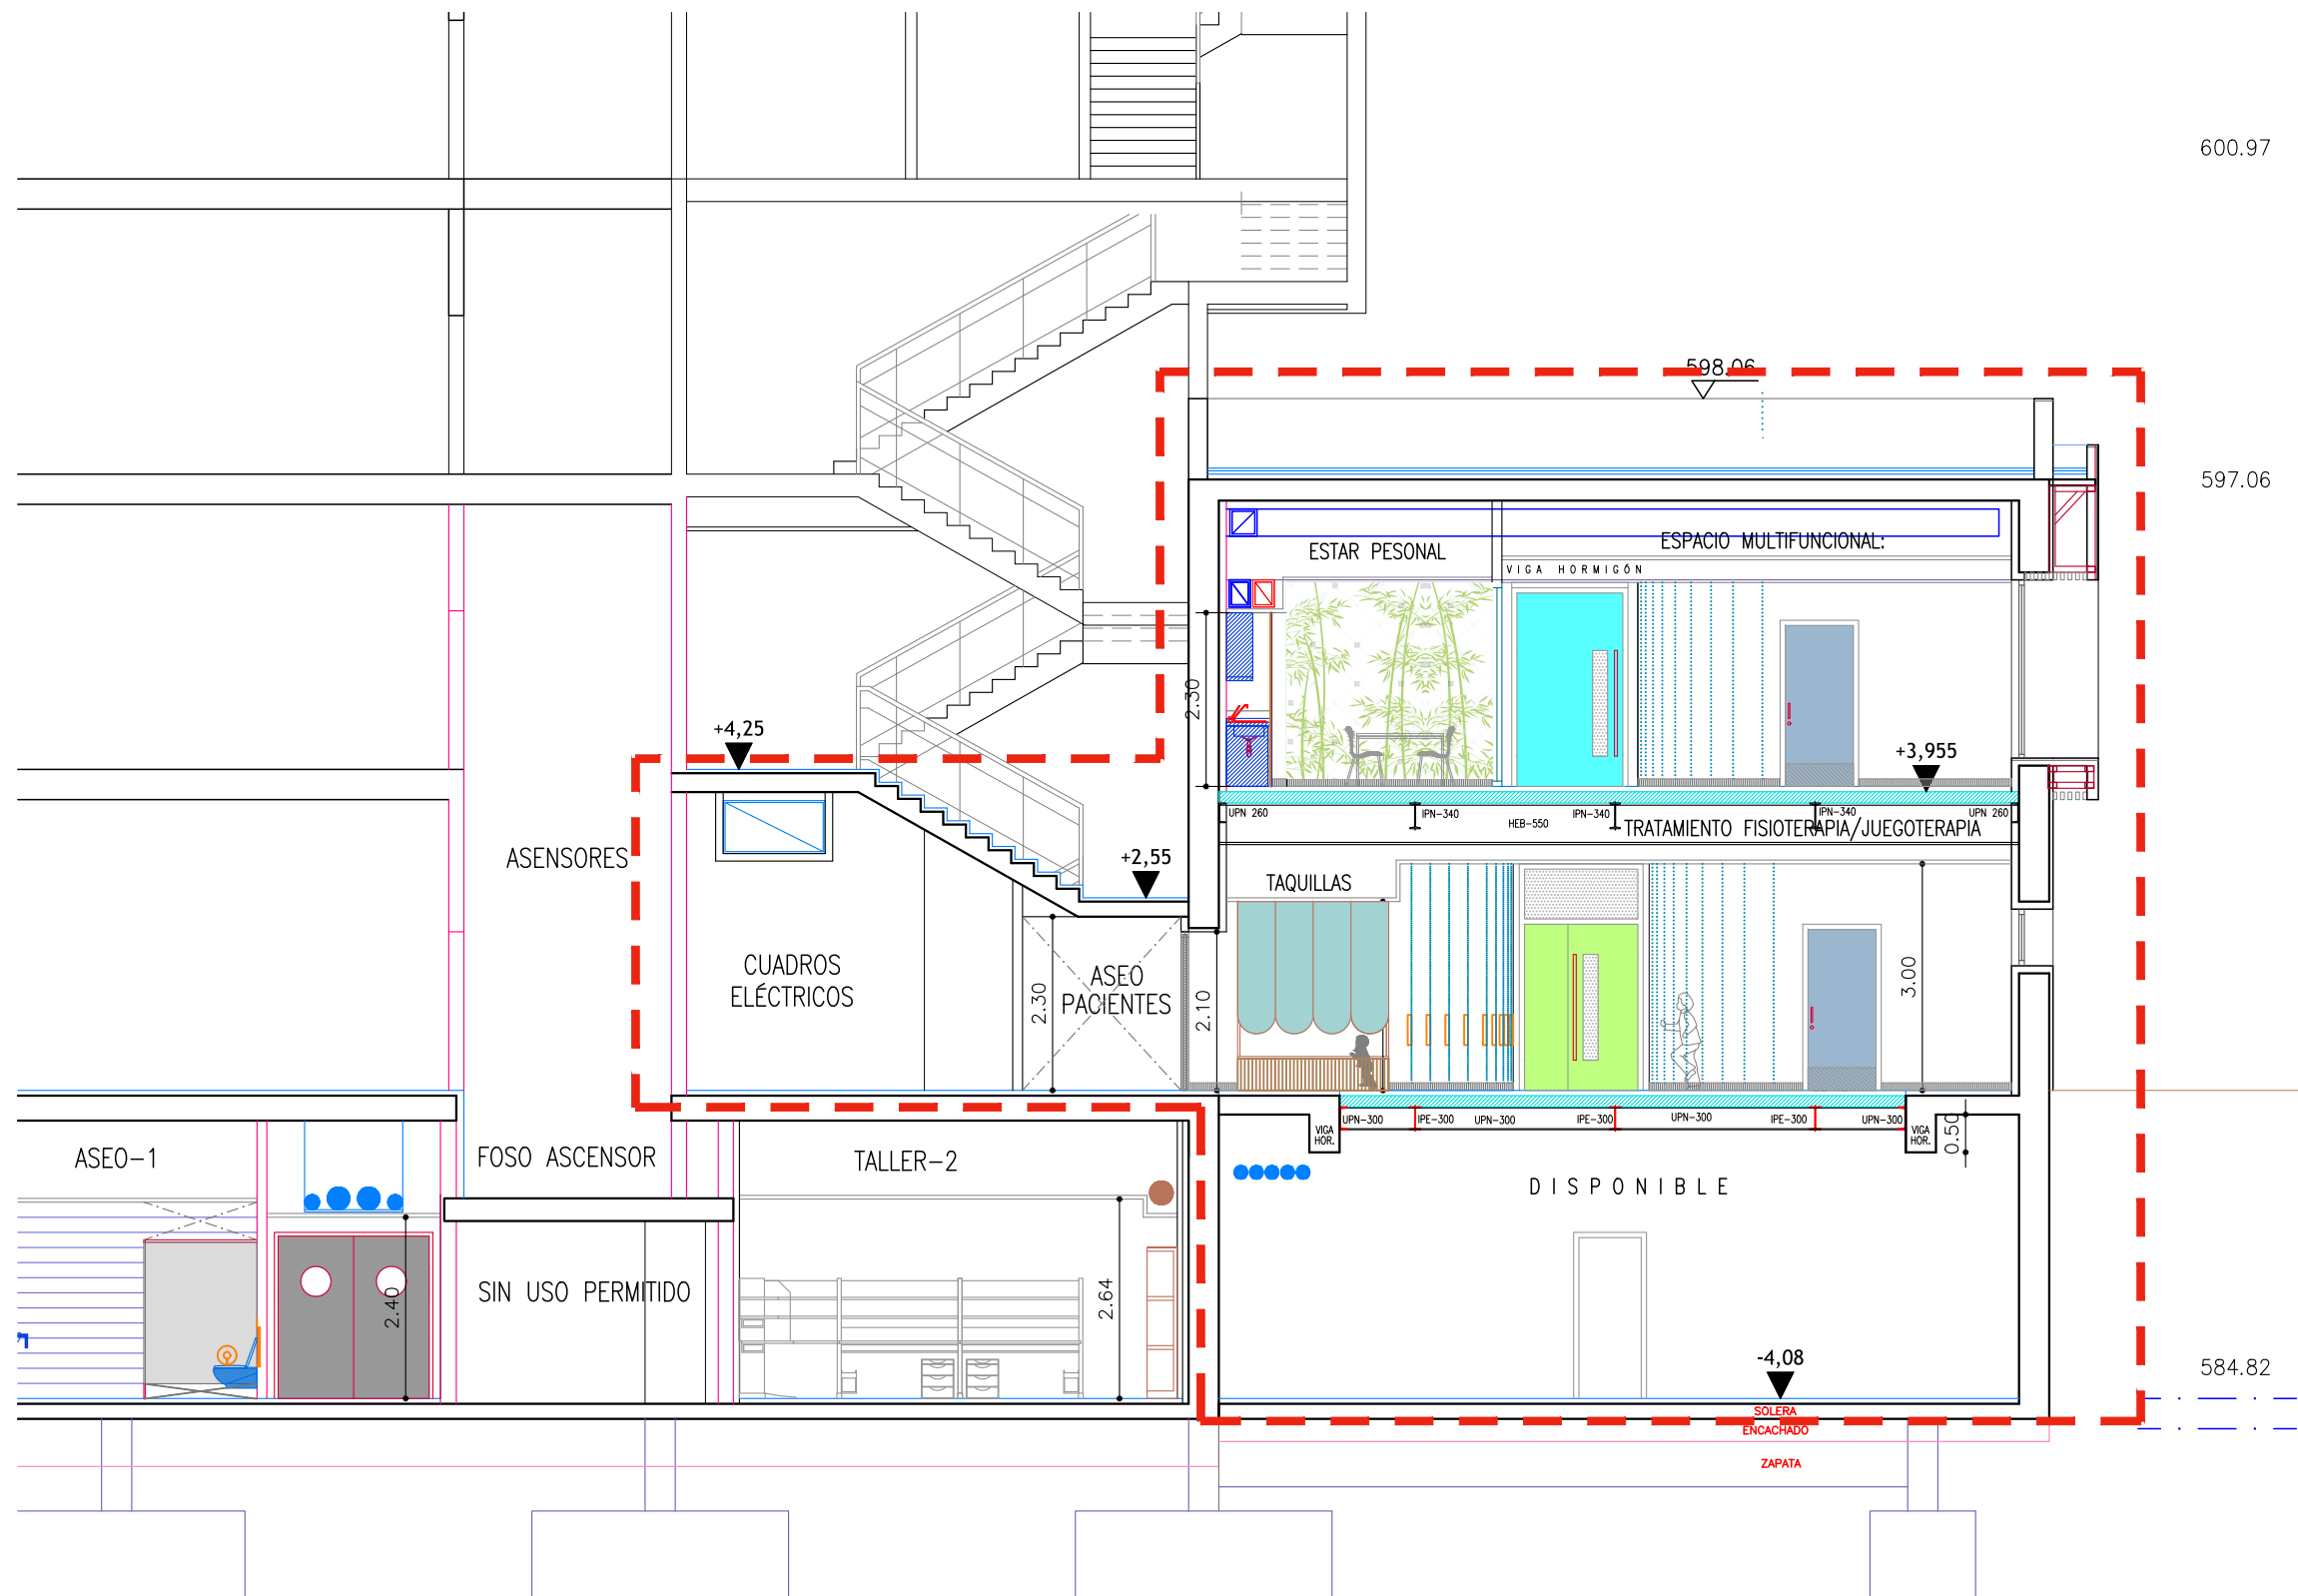 600.97
598.06
597.06
ESTAR PESONAL
ESPACIO MULTIFUNCIONAL:
VIGA HORMIGÓN
2.30
+4,25
+3,955
UPN 260
IPN-340
HEB-550
IPN-340
IPN-340
UPN 260
TRATAMIENTO FISIOTERAPIA/JUEGOTERAPIA
ASENSORES
+2,55
TAQUILLAS
CUADROS
ELÉCTRICOS
2.30
ASEO
PACIENTES
2.10
3.00
VIGA
HOR.
UPN-300
IPE-300
UPN-300
IPE-300
UPN-300
IPE-300
UPN-300
VIGA
HOR.
0.50
ASEO-1
FOSO ASCENSOR
TALLER-2
DISPONIBLE
SIN USO PERMITIDO
2.40
2.64
-4,08
584.82
SOLERA
ENCACHADO
ZAPATA